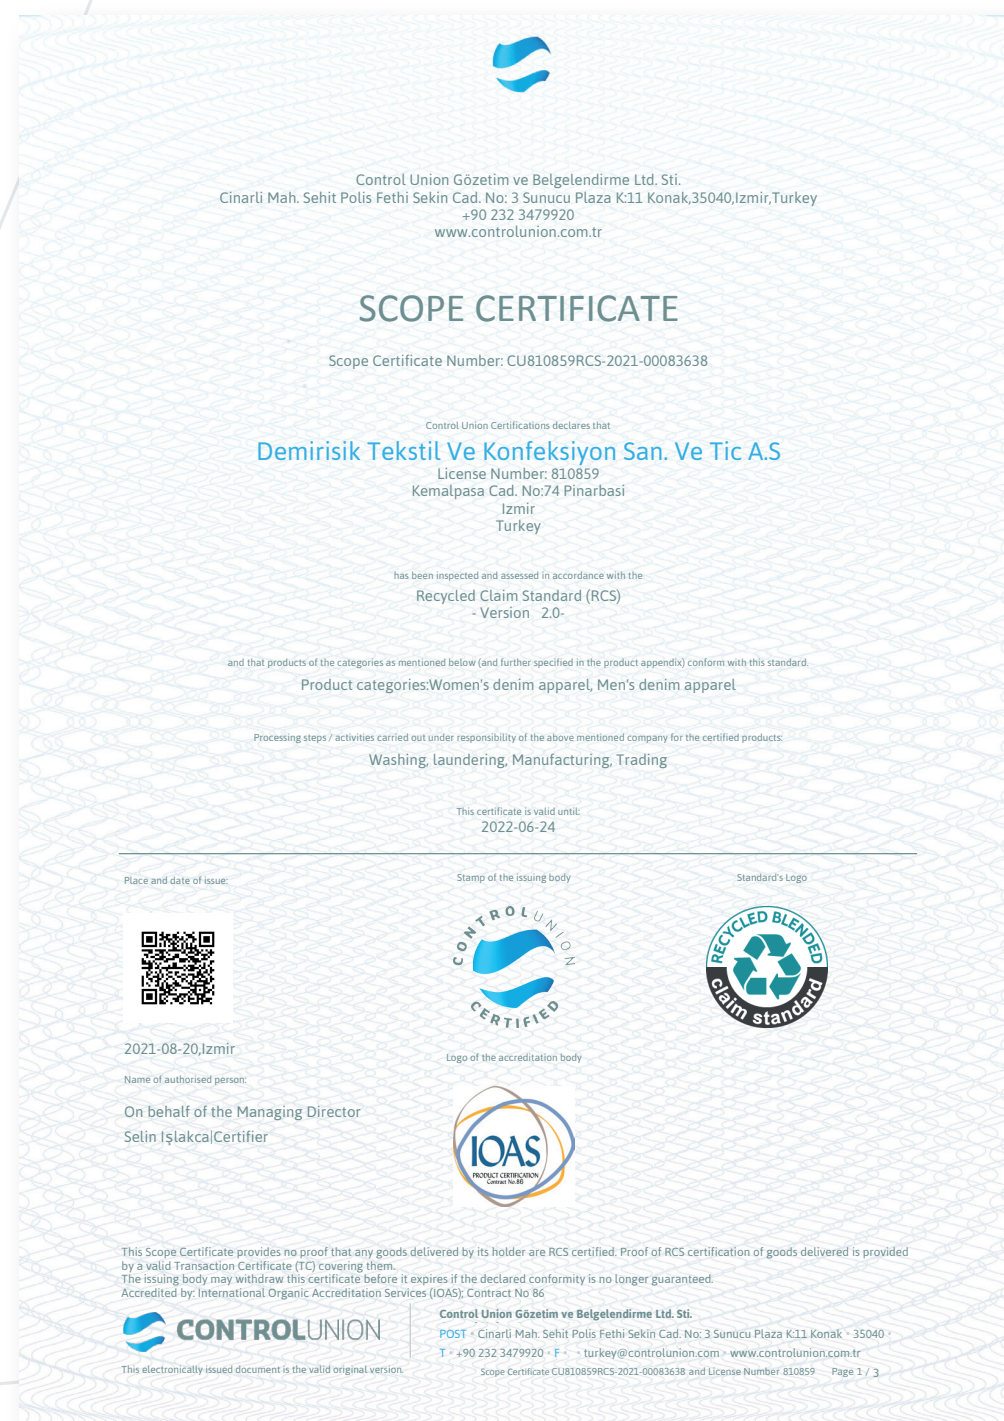 Control Union Gözetim ve Belgelendirme Ltd. Sti.
Cinarli Mah. Sehit Polis Fethi Sekin Cad. No: 3 Sunucu Plaza K:11 Konak,35040,Izmir,Turkey
+90 232 3479920
www.controlunion.com.tr
SCOPE CERTIFICATE
Scope Certificate Number: CU810859RCS-2021-00083638
Control Union Certifications declares that
Demirisik Tekstil Ve Konfeksiyon San. Ve Tic A.S
License Number: 810859
Kemalpasa Cad. No:74 Pinarbasi
Izmir
Turkey
has been inspected and assessed in accordance with the
Recycled Claim Standard (RCS)
- Version 2.0-
and that products of the categories as mentioned below (and further specified in the product appendix) conform with this standard.
Product categories:Women's denim apparel, Men's denim apparel
Processing steps / activities carried out under responsibility of the above mentioned company for the certified products:
Washing, laundering, Manufacturing, Trading
This certificate is valid until:
2022-06-24
Place and date of issue:
Stamp of the issuing body
Standard's Logo
CONTROLUNION
CERTIFIED
RECYCLED BLENDED
claim standard
2021-08-20,Izmir
Logo of the accreditation body
Name of authorised person:
On behalf of the Managing Director
Selin Işlakca|Certifier
IOAS
PRODUCT CERTIFICATION
Contract No.86
This Scope Certificate provides no proof that any goods delivered by its holder are RCS certified. Proof of RCS certification of goods delivered is provided
by a valid Transaction Certificate (TC) covering them.
The issuing body may withdraw this certificate before it expires if the declared conformity is no longer guaranteed.
Accredited by: International Organic Accreditation Services (IOAS); Contract No 86
CONTROLUNION
Control Union Gözetim ve Belgelendirme Ltd. Sti.
POST • Cinarli Mah. Sehit Polis Fethi Sekin Cad. No: 3 Sunucu Plaza K:11 Konak • 35040 •
T • +90 232 3479920 • F • • turkey@controlunion.com • www.controlunion.com.tr
This electronically issued document is the valid original version.
Scope Certificate CU810859RCS-2021-00083638 and License Number 810859 Page 1 / 3